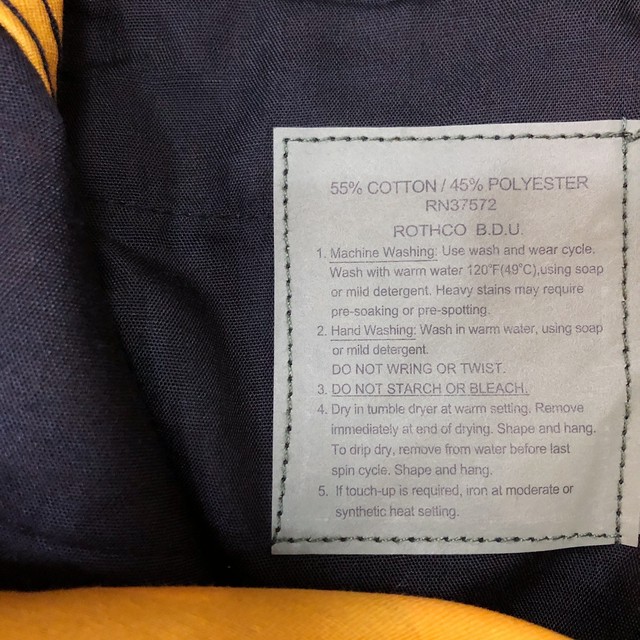 55% COTTON / 45% POLYESTER
RN37572
ROTHCO B.D.U.
1. Machine Washing: Use wash and wear cycle.
Wash with warm water 120°F(49°C),using soap
or mild detergent. Heavy stains may require
pre-soaking or pre-spotting.
2. Hand Washing: Wash in warm water, using soap
or mild detergent.
DO NOT WRING OR TWIST.
3. DO NOT STARCH OR BLEACH.
4. Dry in tumble dryer at warm setting. Remove
immediately at end of drying. Shape and hang.
To drip dry, remove from water before last
spin cycle. Shape and hang.
5. If touch-up is required, iron at moderate or
synthetic heat setting.